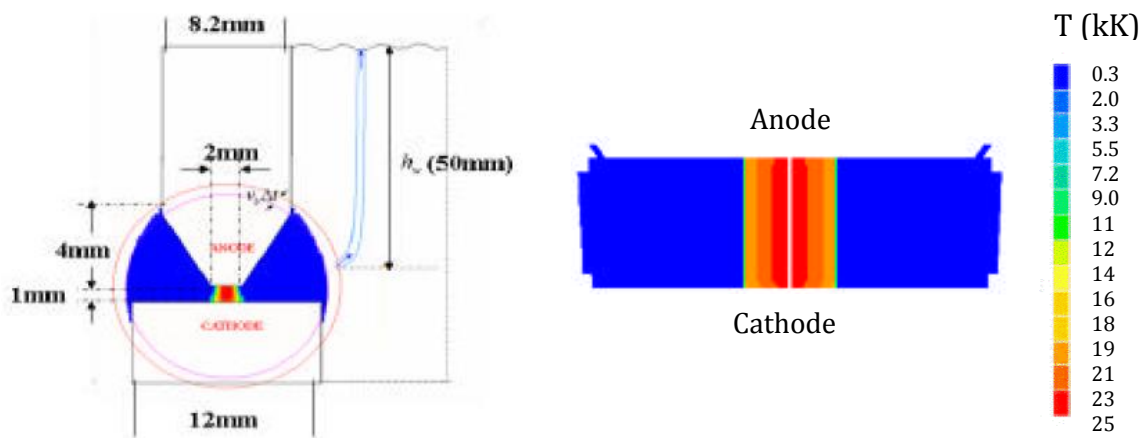 8.2mm
2mm
h_w (50mm)
4mm
ANODE
1mm
CATHODE
12mm
Anode
Cathode
T (kK)
0.3
2.0
3.3
5.5
7.2
9.0
11
12
14
16
18
19
21
23
25